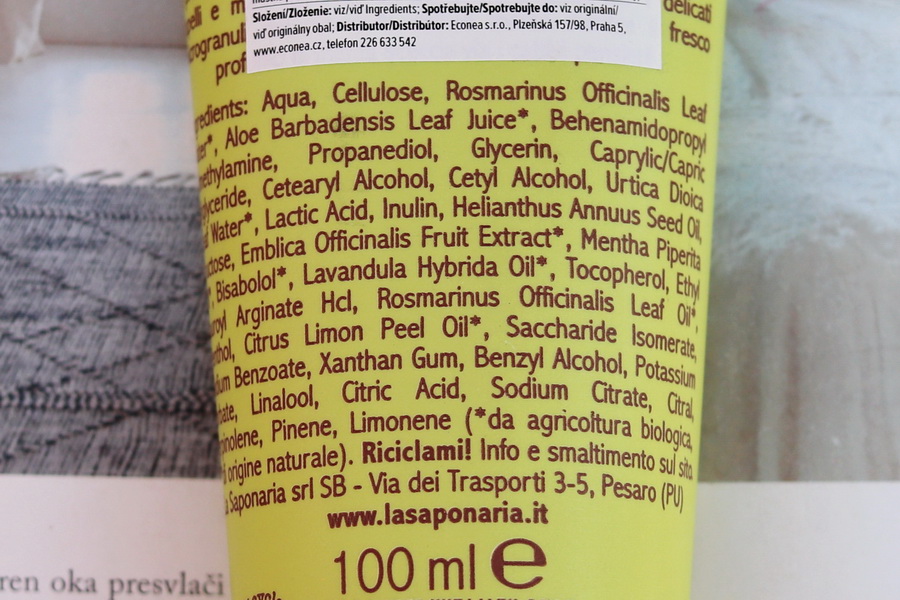 Složení/Zloženie: viz/viď Ingredients; Spotřebujte/Spotrebujte do: viz originální/
viď originálny obal; Distributor/Distribútor: Econea s.r.o., Plzeňská 157/98, Praha 5,
www.econea.cz, telefon 226 633 542
e delicati
fresco
Aqua, Cellulose, Rosmarinus Officinalis Leaf
Aloe Barbadensis Leaf Juice*, Behenamidopropyl
Propanediol, Glycerin, Caprylic/Capric
Cetearyl Alcohol, Cetyl Alcohol, Urtica Dioica
Water*, Lactic Acid, Inulin, Helianthus Annuus Seed Oil,
Emblica Officinalis Fruit Extract*, Mentha Piperita
Bisabolol*, Lavandula Hybrida Oil*, Tocopherol, Ethyl
Arginate Hcl, Rosmarinus Officinalis Leaf Oil*,
Citrus Limon Peel Oil*, Saccharide Isomerate,
Benzoate, Xanthan Gum, Benzyl Alcohol, Potassium
Linalool, Citric Acid, Sodium Citrate, Citral,
Pinene, Limonene (*da agricoltura biologica,
origine naturale). Riciclami! Info e smaltimento sul sito
Saponaria srl SB - Via dei Trasporti 3-5, Pesaro (PU)
www.lasaponaria.it
100 ml e
oka presvlači